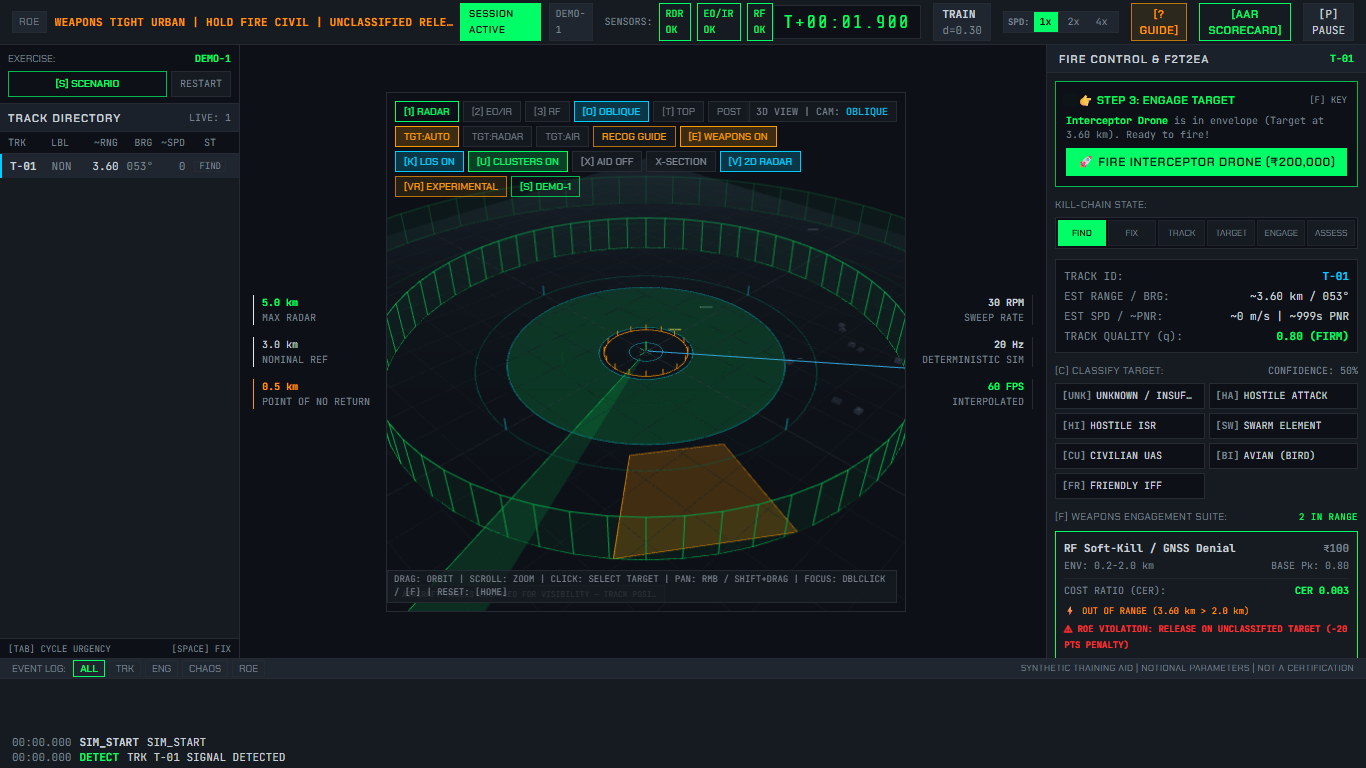 ROE
WEAPONS TIGHT URBAN | HOLD FIRE CIVIL | UNCLASSIFIED RELE…
SESSION
ACTIVE
DEMO-
1
SENSORS:
RDR
OK
EO/IR
OK
RF
OK
T+00:01.900
TRAIN
d=0.30
SPD: 1x 2x 4x
[?
GUIDE]
[AAR
SCORECARD]
[P]
PAUSE
EXERCISE: DEMO-1
[S] SCENARIO RESTART
TRACK DIRECTORY LIVE: 1
TRK LBL ~RNG BRG ~SPD ST
T-01 NON 3.60 053° 0 FIND
[TAB] CYCLE URGENCY [SPACE] FIX
[1] RADAR [2] EO/IR [3] RF [O] OBLIQUE [T] TOP POST 3D VIEW | CAM: OBLIQUE
TGT:AUTO TGT:RADAR TGT:AIR RECOG GUIDE [E] WEAPONS ON
[K] LOS ON [U] CLUSTERS ON [X] AID OFF X-SECTION [V] 2D RADAR
[VR] EXPERIMENTAL [S] DEMO-1
5.0 km
MAX RADAR
3.0 km
NOMINAL REF
0.5 km
POINT OF NO RETURN
30 RPM
SWEEP RATE
20 Hz
DETERMINISTIC SIM
60 FPS
INTERPOLATED
DRAG: ORBIT | SCROLL: ZOOM | CLICK: SELECT TARGET | PAN: RMB / SHIFT+DRAG | FOCUS: DBLCLICK
/ [F] | RESET: [HOME]
FIRE CONTROL & F2T2EA T-01
👉 STEP 3: ENGAGE TARGET [F] KEY
Interceptor Drone is in envelope (Target at
3.60 km). Ready to fire!
🚀 FIRE INTERCEPTOR DRONE (₹200,000)
KILL-CHAIN STATE:
FIND FIX TRACK TARGET ENGAGE ASSESS
TRACK ID: T-01
EST RANGE / BRG: ~3.60 km / 053°
EST SPD / ~PNR: ~0 m/s | ~999s PNR
TRACK QUALITY (q): 0.80 (FIRM)
[C] CLASSIFY TARGET: CONFIDENCE: 50%
[UNK] UNKNOWN / INSUF… [HA] HOSTILE ATTACK
[HI] HOSTILE ISR [SW] SWARM ELEMENT
[CU] CIVILIAN UAS [BI] AVIAN (BIRD)
[FR] FRIENDLY IFF
[F] WEAPONS ENGAGEMENT SUITE: 2 IN RANGE
RF Soft-Kill / GNSS Denial ₹100
ENV: 0.2-2.0 km BASE Pk: 0.80
COST RATIO (CER): CER 0.003
⚡ OUT OF RANGE (3.60 km > 2.0 km)
⚠ ROE VIOLATION: RELEASE ON UNCLASSIFIED TARGET (-20
PTS PENALTY)
EVENT LOG: ALL TRK ENG CHAOS ROE
SYNTHETIC TRAINING AID | NOTIONAL PARAMETERS | NOT A CERTIFICATION
00:00.000 SIM_START SIM_START
00:00.000 DETECT TRK T-01 SIGNAL DETECTED